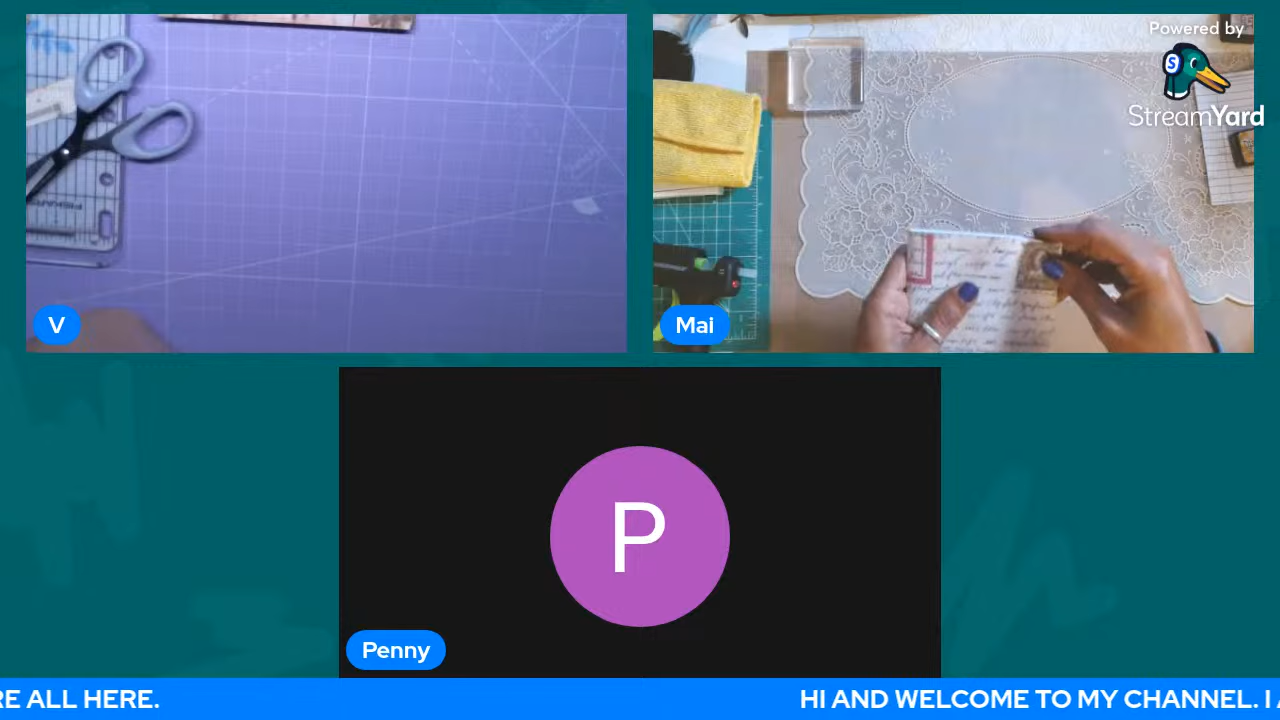 Powered by
StreamYard
V
Mai
P
Penny
RE ALL HERE.
HI AND WELCOME TO MY CHANNEL. I